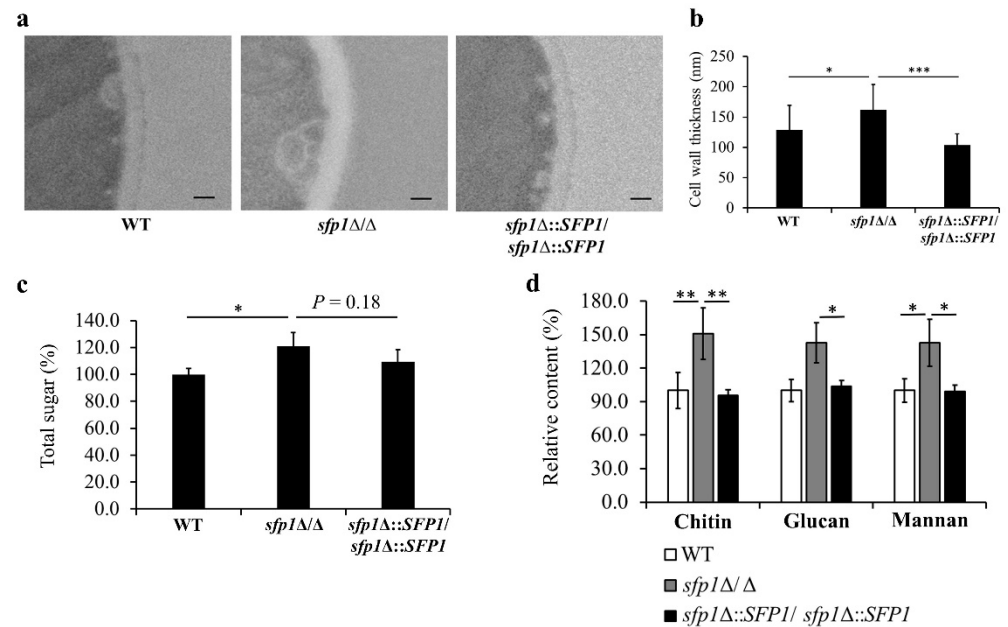 a
WT
sfp1Δ/Δ
sfp1Δ::SFP1/
sfp1Δ::SFP1
b
Cell wall thickness (nm)
250
200
150
100
50
0
*
***
WT
sfp1Δ/Δ
sfp1Δ::SFP1/
sfp1Δ::SFP1
c
Total sugar (%)
140.0
120.0
100.0
80.0
60.0
40.0
20.0
0.0
*
P = 0.18
WT
sfp1Δ/Δ
sfp1Δ::SFP1/
sfp1Δ::SFP1
d
Relative content (%)
180.0
150.0
120.0
90.0
60.0
30.0
0.0
** **
*
* *
Chitin Glucan Mannan
WT
sfp1Δ/ Δ
sfp1Δ::SFP1/ sfp1Δ::SFP1